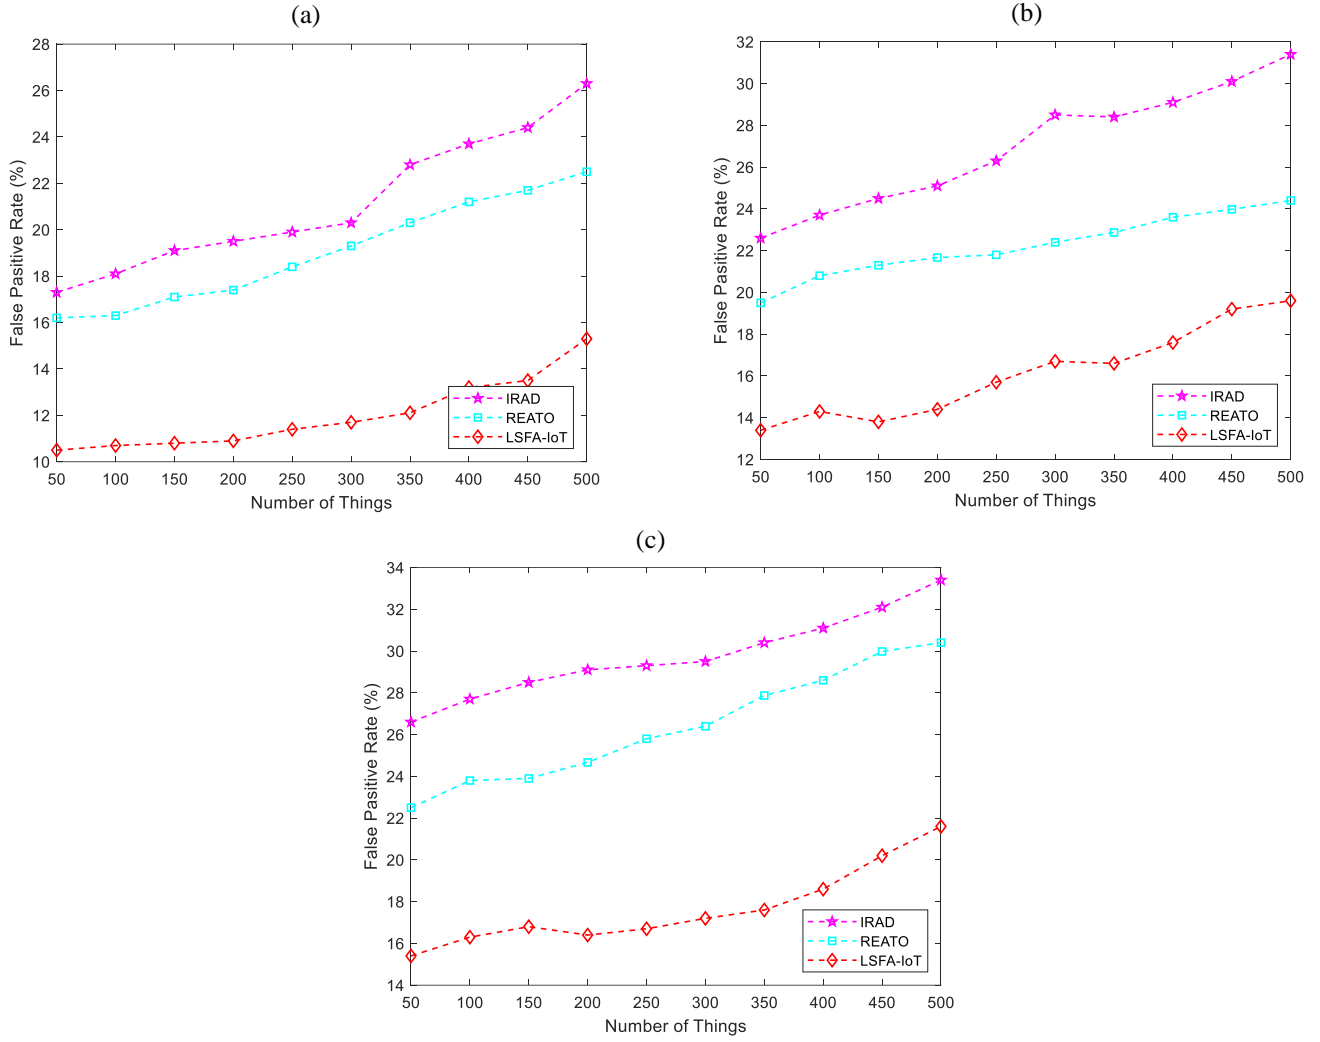 (a)
28
26
24
22
20
18
16
14
12
10
False Pasitive Rate (%)
IRAD
REATO
LSFA-IoT
50 100 150 200 250 300 350 400 450 500
Number of Things
(b)
32
30
28
26
24
22
20
18
16
14
12
False Pasitive Rate (%)
IRAD
REATO
LSFA-IoT
50 100 150 200 250 300 350 400 450 500
Number of Things
(c)
34
32
30
28
26
24
22
20
18
16
14
False Pasitive Rate (%)
IRAD
REATO
LSFA-IoT
50 100 150 200 250 300 350 400 450 500
Number of Things